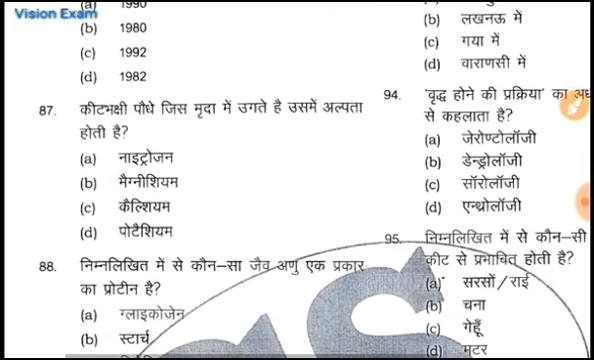 Vision Exam
(a) 1990
(b) 1980
(c) 1992
(d) 1982
87. कीटभक्षी पौधे जिस मृदा में उगते है उसमें अल्पता
होती है?
(a) नाइट्रोजन
(b) मैग्नीशियम
(c) कैल्शियम
(d) पोटैशियम
88. निम्नलिखित में से कौन–सा जैव अणु एक प्रकार
का प्रोटीन है?
(a) ग्लाइकोजेन
(b) स्टार्च
(b) लखनऊ में
(c) गया में
(d) वाराणसी में
94. 'वृद्ध होने की प्रक्रिया' का
से कहलाता है?
(a) जेरोण्टोलॉजी
(b) डेन्ड्रोलॉजी
(c) सॉरोलॉजी
(d) एन्थ्रोलॉजी
95. निम्नलिखित में से कौन–सी
कीट से प्रभावित होती है?
(a) सरसों/राई
(b) चना
(c) गेहूँ
(d) मटर